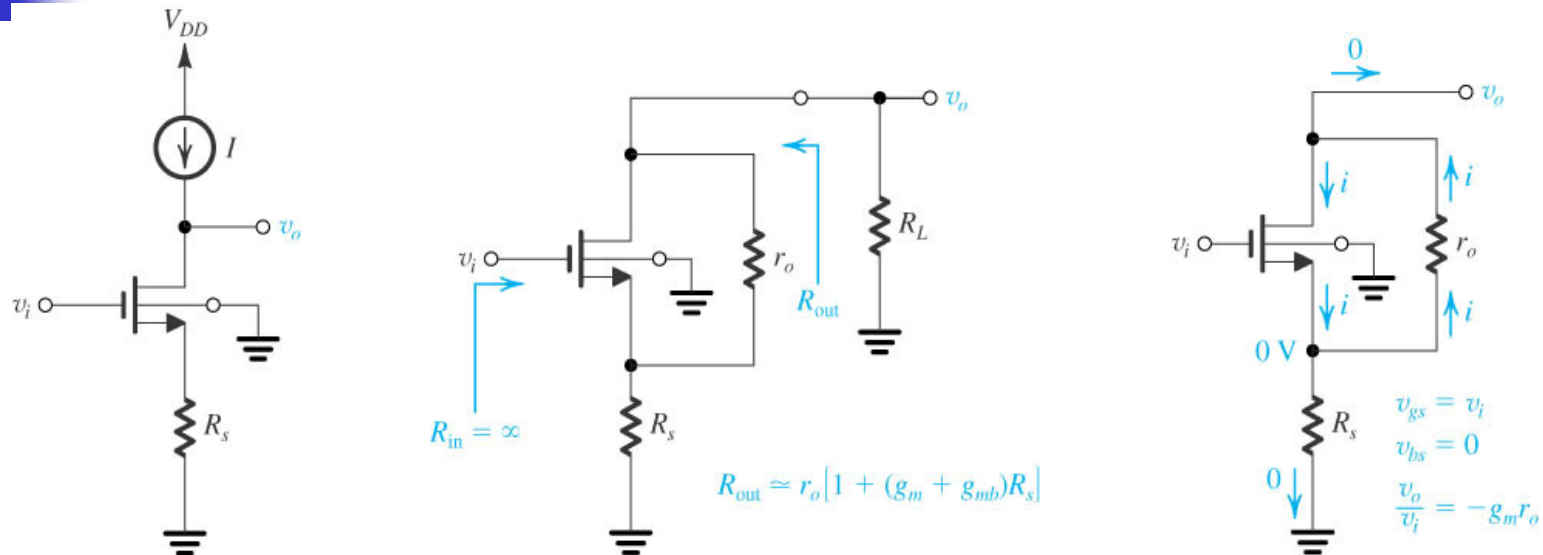 V_DD
I
v_o
v_i
R_s
v_o
v_i
r_o
R_L
R_out
R_in = ∞
R_s
R_out ≃ r_o[1 + (g_m + g_mb)R_s]
0
v_o
i
i
v_i
r_o
i
i
0 V
R_s
0
v_gs = v_i
v_bs = 0
v_o/v_i = -g_m r_o